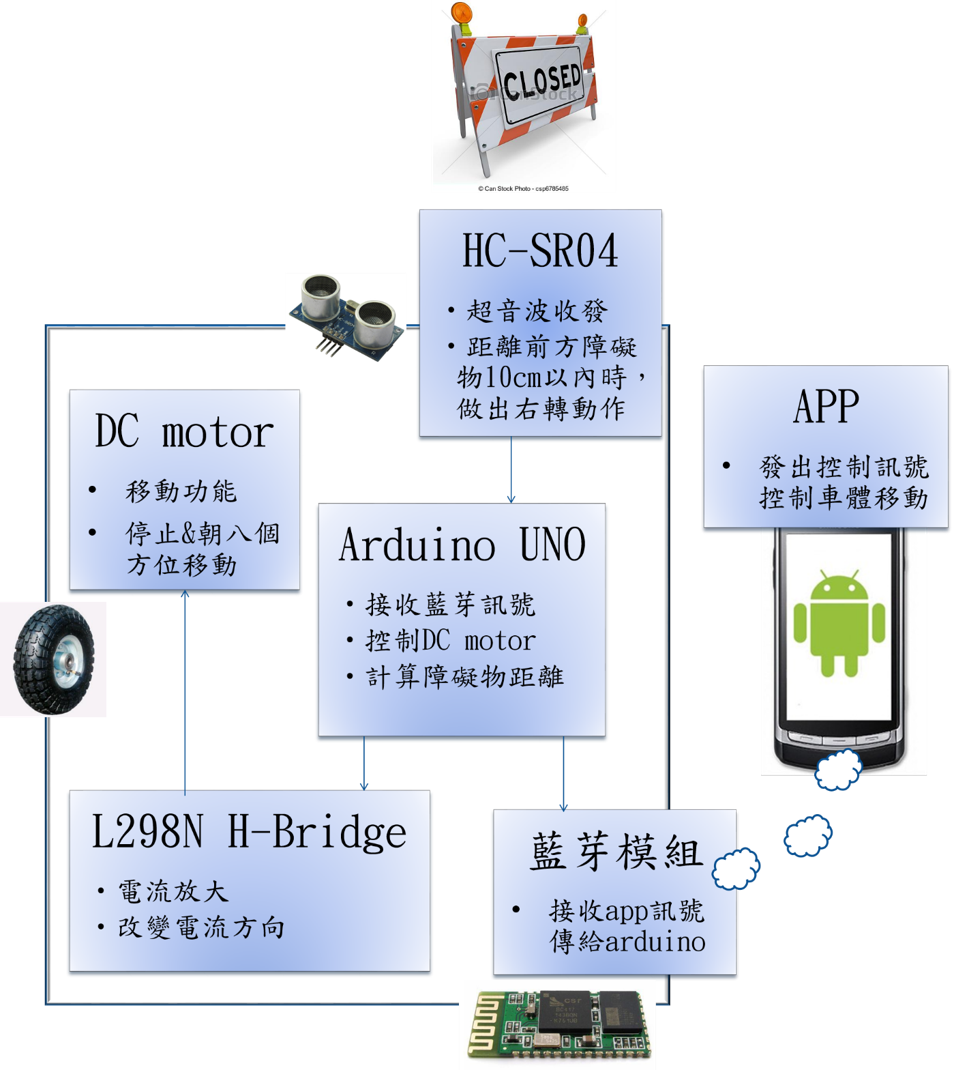 CLOSED
CanStock
© Can Stock Photo - csp6785485
HC-SR04
•超音波收發
•距離前方障礙
物10cm以內時，
做出右轉動作
DC motor
• 移動功能
• 停止&朝八個
方位移動
APP
• 發出控制訊號
控制車體移動
Arduino UNO
•接收藍芽訊號
•控制DC motor
•計算障礙物距離
L298N H-Bridge
•電流放大
•改變電流方向
藍芽模組
• 接收app訊號
傳給arduino